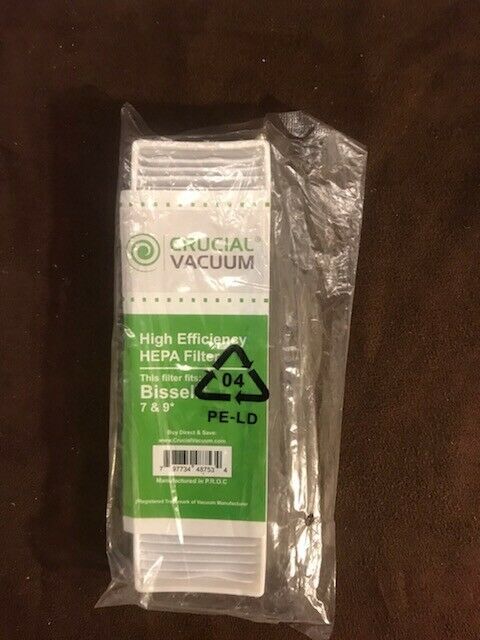 CRUCIAL®
VACUUM
High Efficiency
HEPA Filter
This filter fits:
Bissell
7 & 9*
04
PE-LD
Buy Direct & Save:
www.CrucialVacuum.com
7 97734 48753 4
Manufactured in P.R.O.C
*Registered Trademark of Vacuum Manufacturer